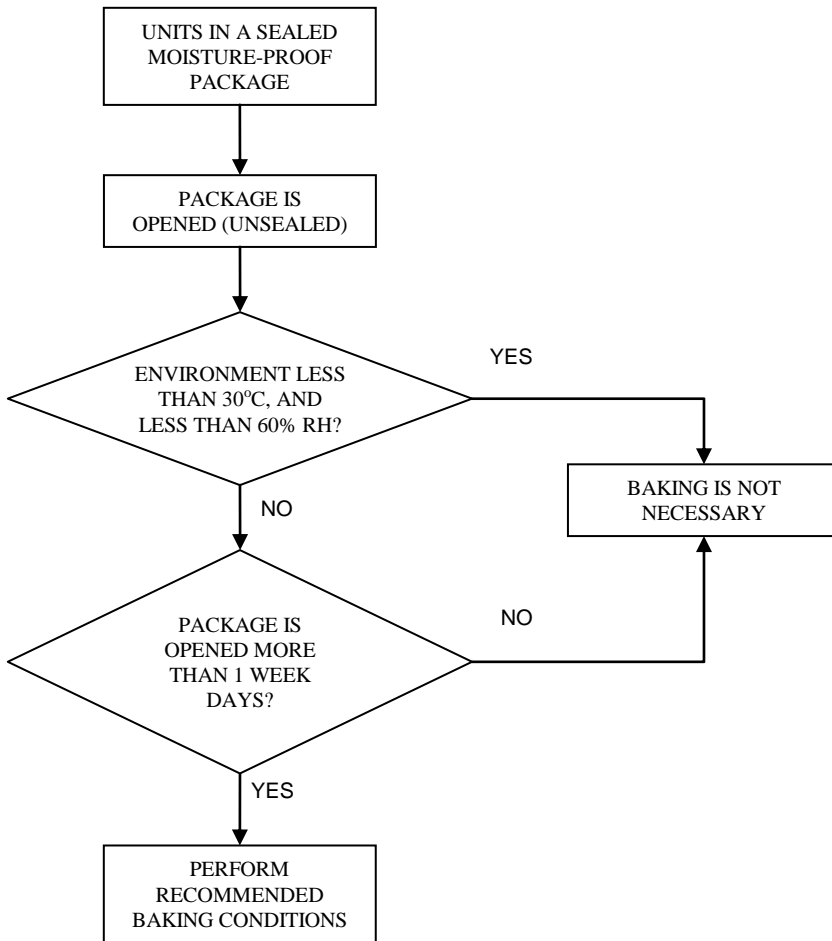 UNITS IN A SEALED
MOISTURE-PROOF
PACKAGE
PACKAGE IS
OPENED (UNSEALED)
ENVIRONMENT LESS
THAN 30°C, AND
LESS THAN 60% RH?
YES
BAKING IS NOT
NECESSARY
NO
PACKAGE IS
OPENED MORE
THAN 1 WEEK
DAYS?
NO
YES
PERFORM
RECOMMENDED
BAKING CONDITIONS